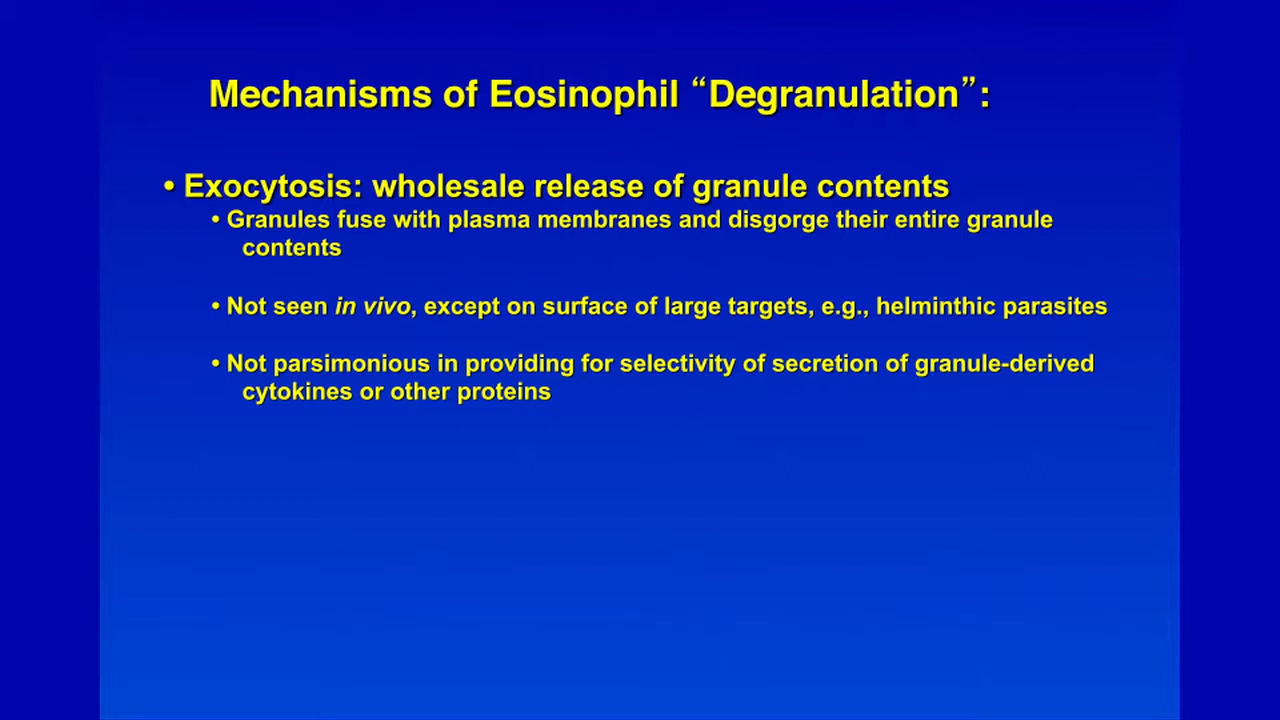 Mechanisms of Eosinophil “Degranulation”:
• Exocytosis: wholesale release of granule contents
• Granules fuse with plasma membranes and disgorge their entire granule
contents
• Not seen in vivo, except on surface of large targets, e.g., helminthic parasites
• Not parsimonious in providing for selectivity of secretion of granule-derived
cytokines or other proteins